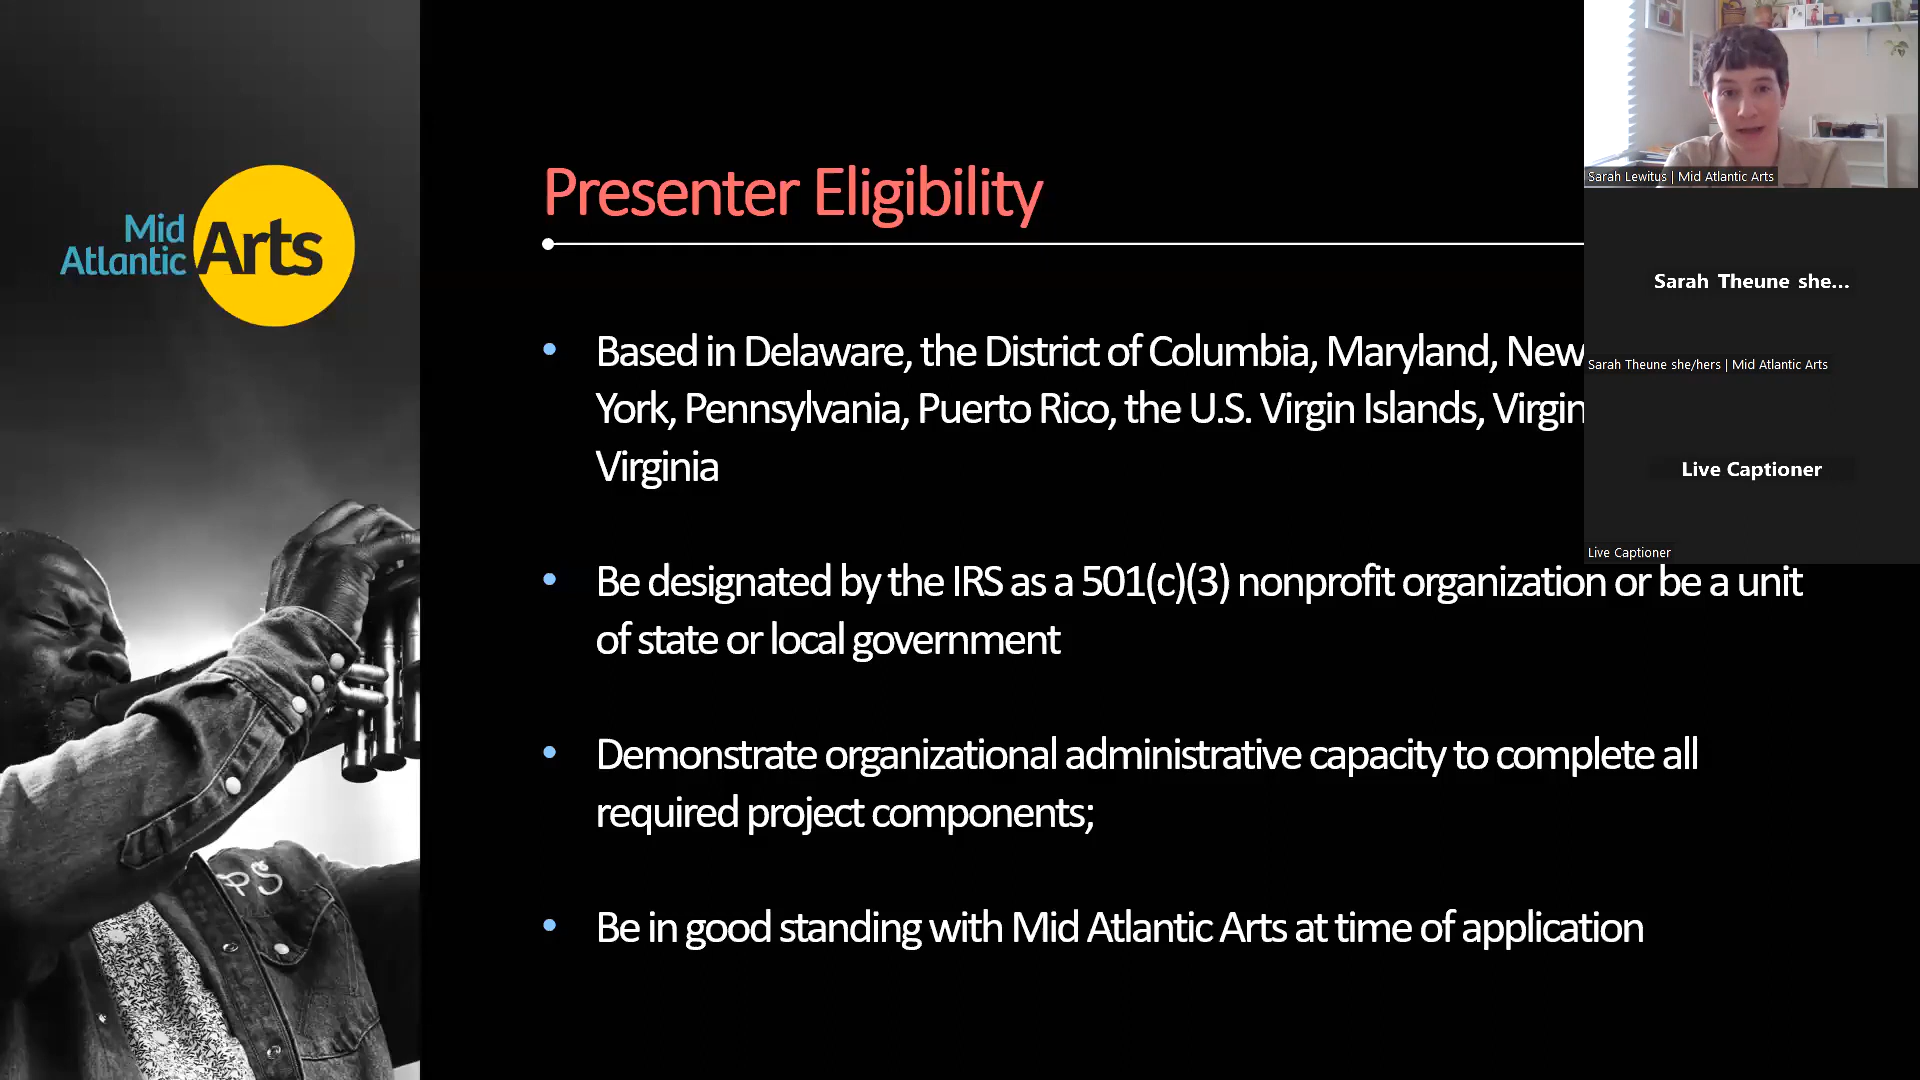 Mid
Atlantic
Arts
Presenter Eligibility
• Based in Delaware, the District of Columbia, Maryland, New
York, Pennsylvania, Puerto Rico, the U.S. Virgin Islands,
Virginia
• Be designated by the IRS as a 501(c)(3) nonprofit organization or be a unit
of state or local government
• Demonstrate organizational administrative capacity to complete all
required project components;
• Be in good standing with Mid Atlantic Arts at time of application
Sarah Lewitus | Mid Atlantic Arts
Sarah Theune she...
Sarah Theune she/hers | Mid Atlantic Arts
Live Captioner
Live Captioner
PS